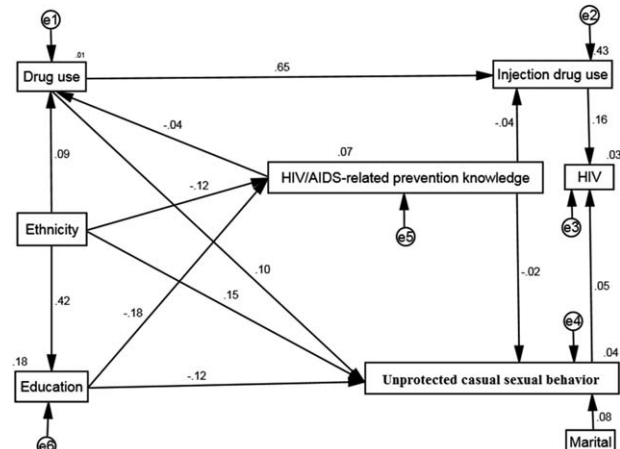 e1
e2
.01
.43
Drug use
.65
Injection drug use
-.04
-.04
.16
.07
.03
.09
-.12
HIV/AIDS-related prevention knowledge
HIV
Ethnicity
e5
e3
.10
-.02
.42
-.18
.15
.05
e4
.18
.04
Education
-.12
Unprotected casual sexual behavior
.08
e6
Marital